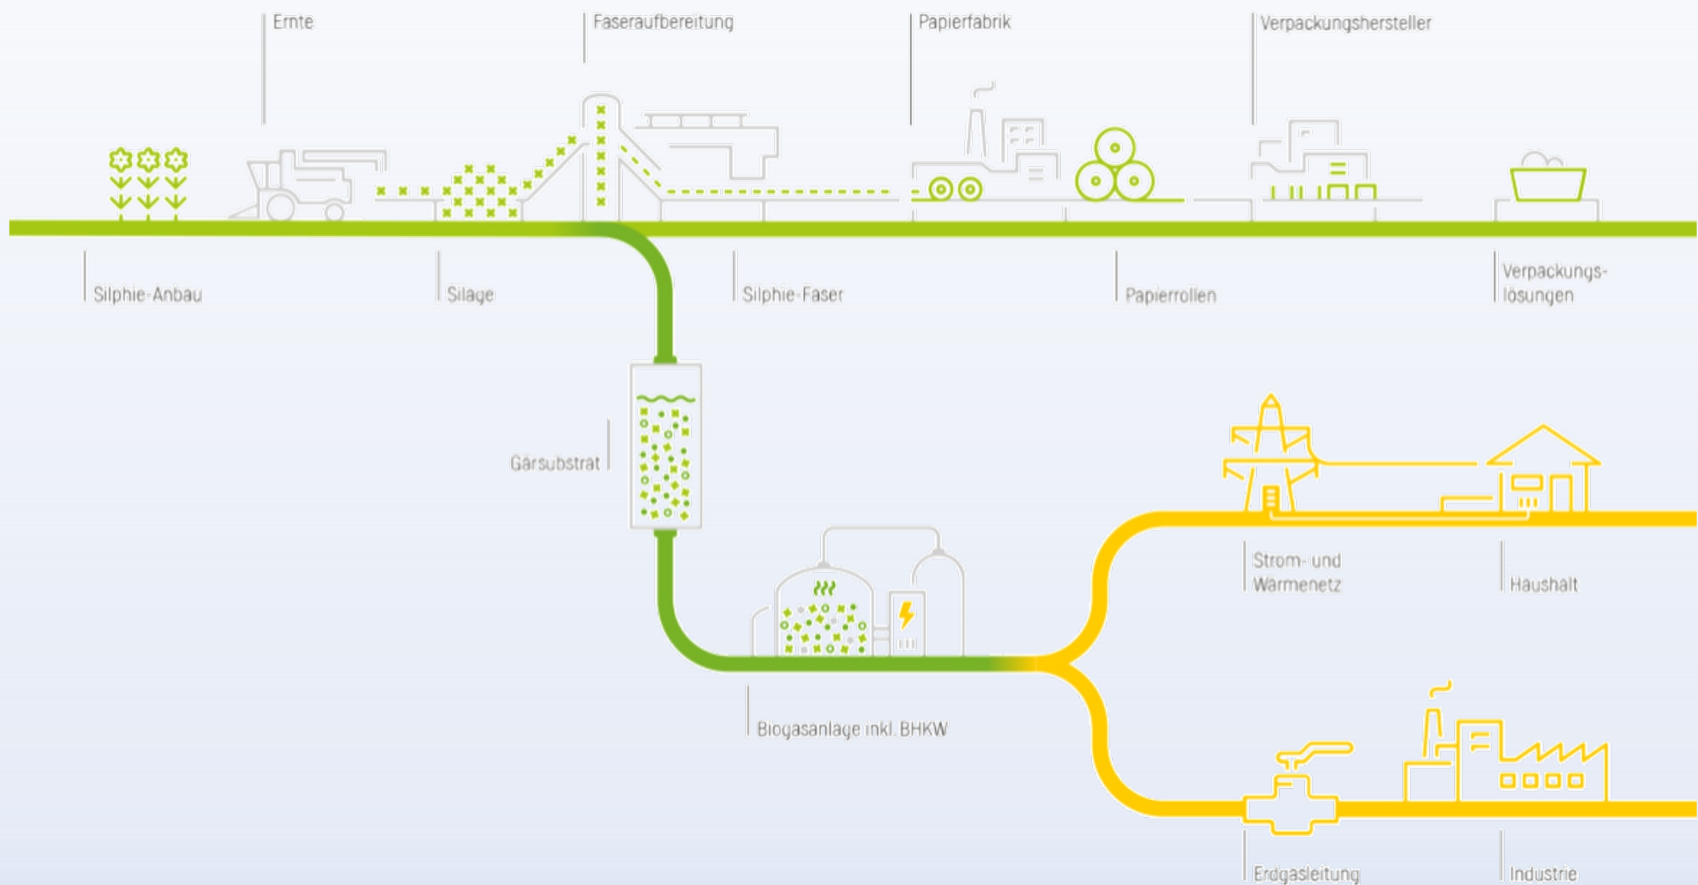 Ernte
Faseraufbereitung
Papierfabrik
Verpackungshersteller
Silphie-Anbau
Silage
Silphie-Faser
Papierrollen
Verpackungs-
lösungen
Gärsubstrat
Strom- und
Wärmenetz
Haushalt
Biogasanlage inkl. BHKW
Erdgasleitung
Industrie